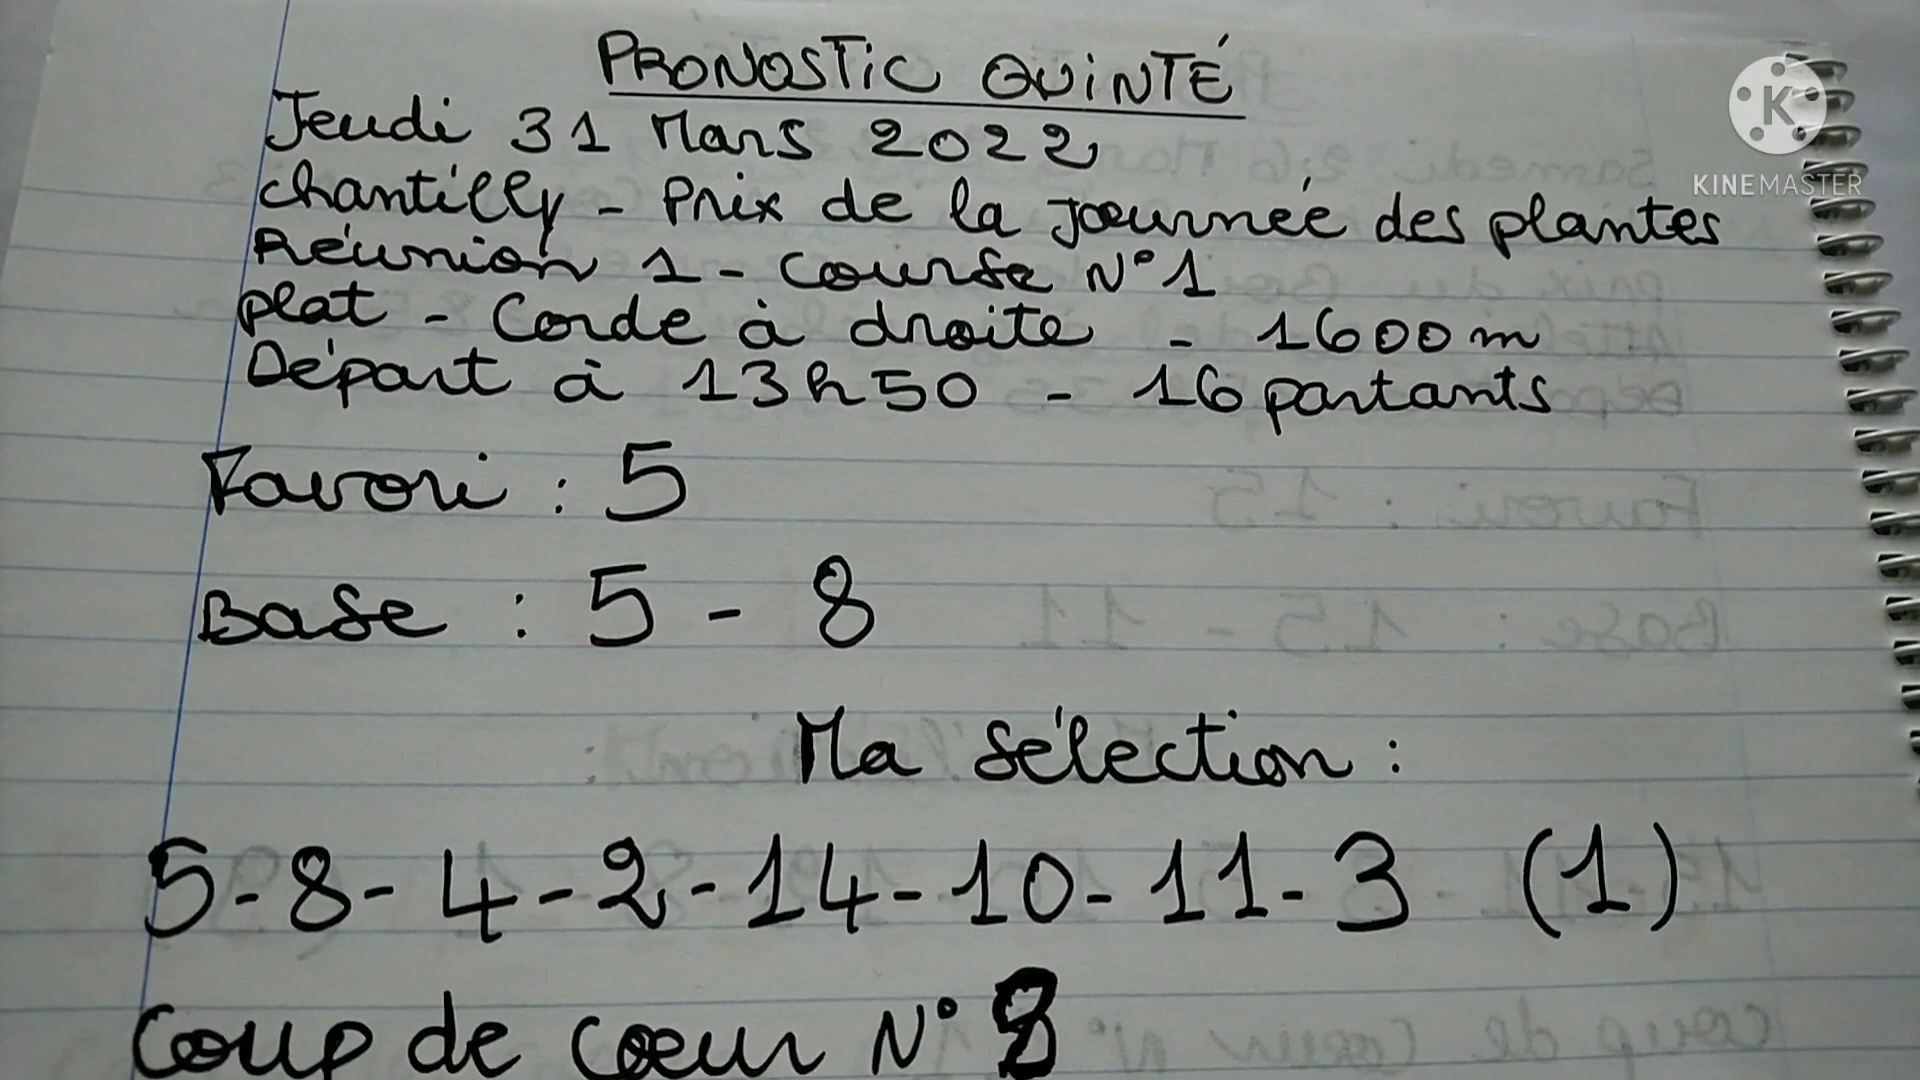 PRONOSTIC QUINTÉ
Jeudi 31 Mars 2022
Chantilly - Prix de la Journée des plantes
Réunion 1 - Course N°1
plat - Corde à droite - 1600 m
Départ à 13h50 - 16 partants
Favori : 5
Base : 5 - 8
Ma sélection :
5-8-4-2-14-10-11-3 (1)
Coup de cœur N° 8
K
KINEMASTER